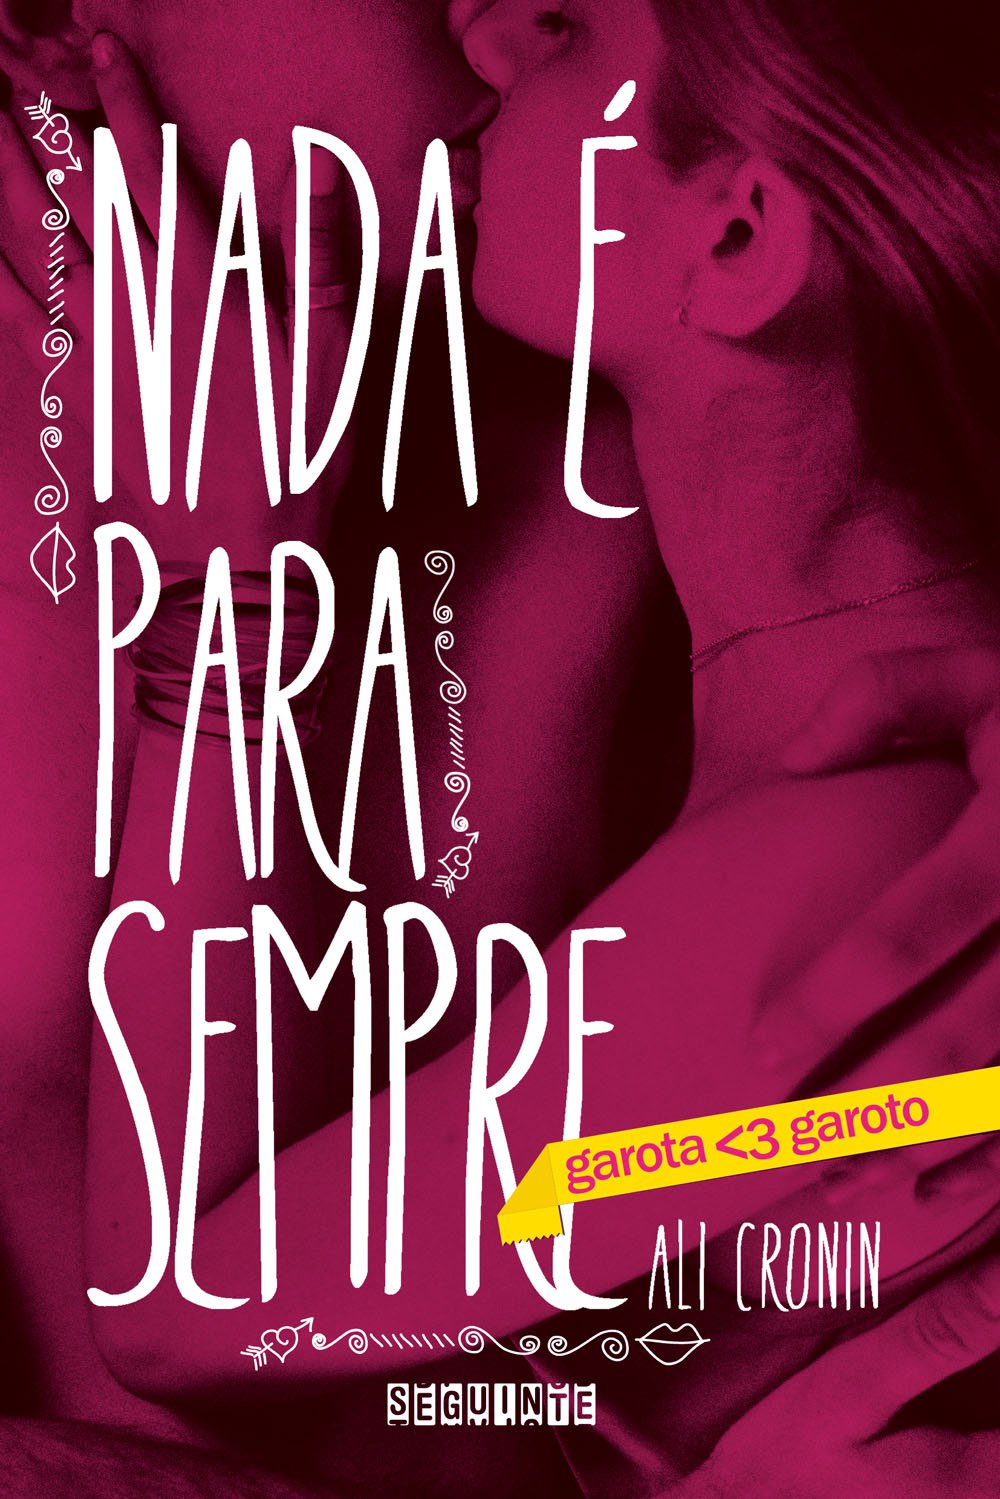 NADA É
PARA
SEMPRE
garota <3 garoto
ALI CRONIN
SEGUINTE